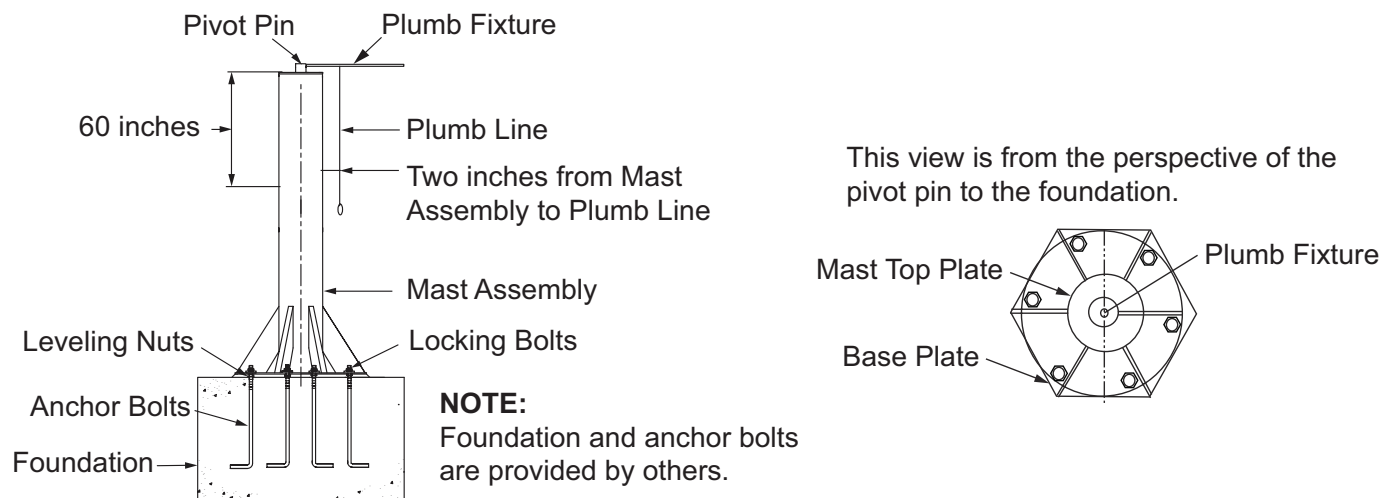 Pivot Pin
Plumb Fixture
60 inches
Plumb Line
Two inches from Mast
Assembly to Plumb Line
Mast Assembly
Leveling Nuts
Locking Bolts
Anchor Bolts
Foundation
NOTE:
Foundation and anchor bolts
are provided by others.
This view is from the perspective of the
pivot pin to the foundation.
Mast Top Plate
Plumb Fixture
Base Plate